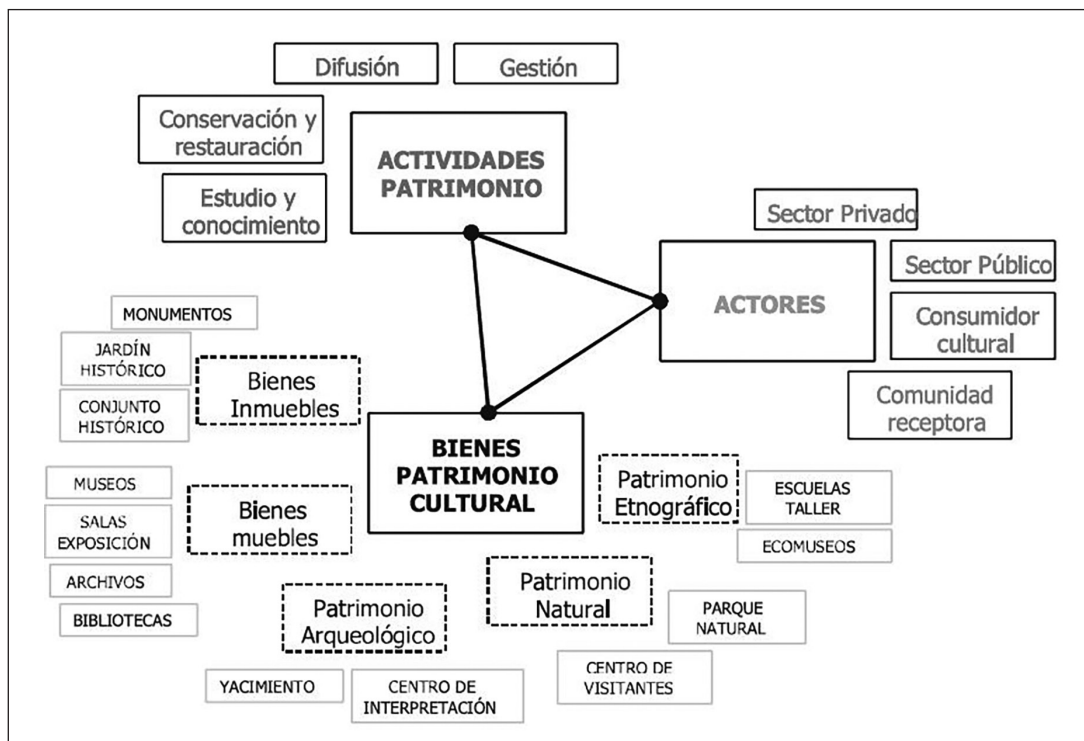 Difusión
Gestión
Conservación y
restauración
ACTIVIDADES
PATRIMONIO
Estudio y
conocimiento
Sector Privado
Sector Público
ACTORES
Consumidor
cultural
Comunidad
receptora
MONUMENTOS
JARDÍN
HISTÓRICO
Bienes
Inmuebles
CONJUNTO
HISTÓRICO
BIENES
PATRIMONIO
CULTURAL
Patrimonio
Etnográfico
ESCUELAS
TALLER
ECOMUSEOS
MUSEOS
SALAS
EXPOSICIÓN
Bienes
muebles
ARCHIVOS
BIBLIOTECAS
Patrimonio
Arqueológico
Patrimonio
Natural
PARQUE
NATURAL
YACIMIENTO
CENTRO DE
INTERPRETACIÓN
CENTRO DE
VISITANTES